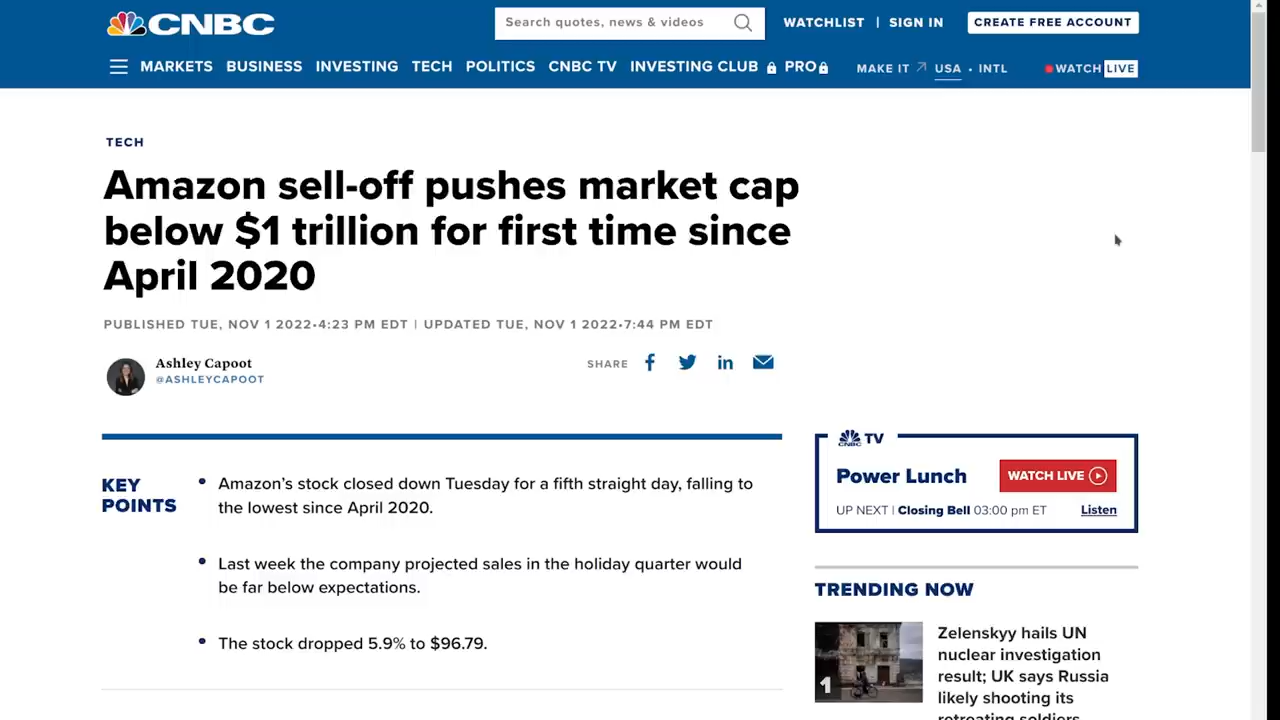 CNBC
Search quotes, news & videos
WATCHLIST | SIGN IN
CREATE FREE ACCOUNT
MARKETS BUSINESS INVESTING TECH POLITICS CNBC TV INVESTING CLUB PRO
MAKE IT USA • INTL
WATCH LIVE
TECH
Amazon sell-off pushes market cap
below $1 trillion for first time since
April 2020
PUBLISHED TUE, NOV 1 2022•4:23 PM EDT | UPDATED TUE, NOV 1 2022•7:44 PM EDT
Ashley Capoot
@ASHLEYCAPOOT
SHARE
KEY
POINTS
• Amazon's stock closed down Tuesday for a fifth straight day, falling to
the lowest since April 2020.
• Last week the company projected sales in the holiday quarter would
be far below expectations.
• The stock dropped 5.9% to $96.79.
CNBC TV
Power Lunch
WATCH LIVE
UP NEXT | Closing Bell 03:00 pm ET
Listen
TRENDING NOW
1
Zelenskyy hails UN
nuclear investigation
result; UK says Russia
likely shooting its
retreating soldiers